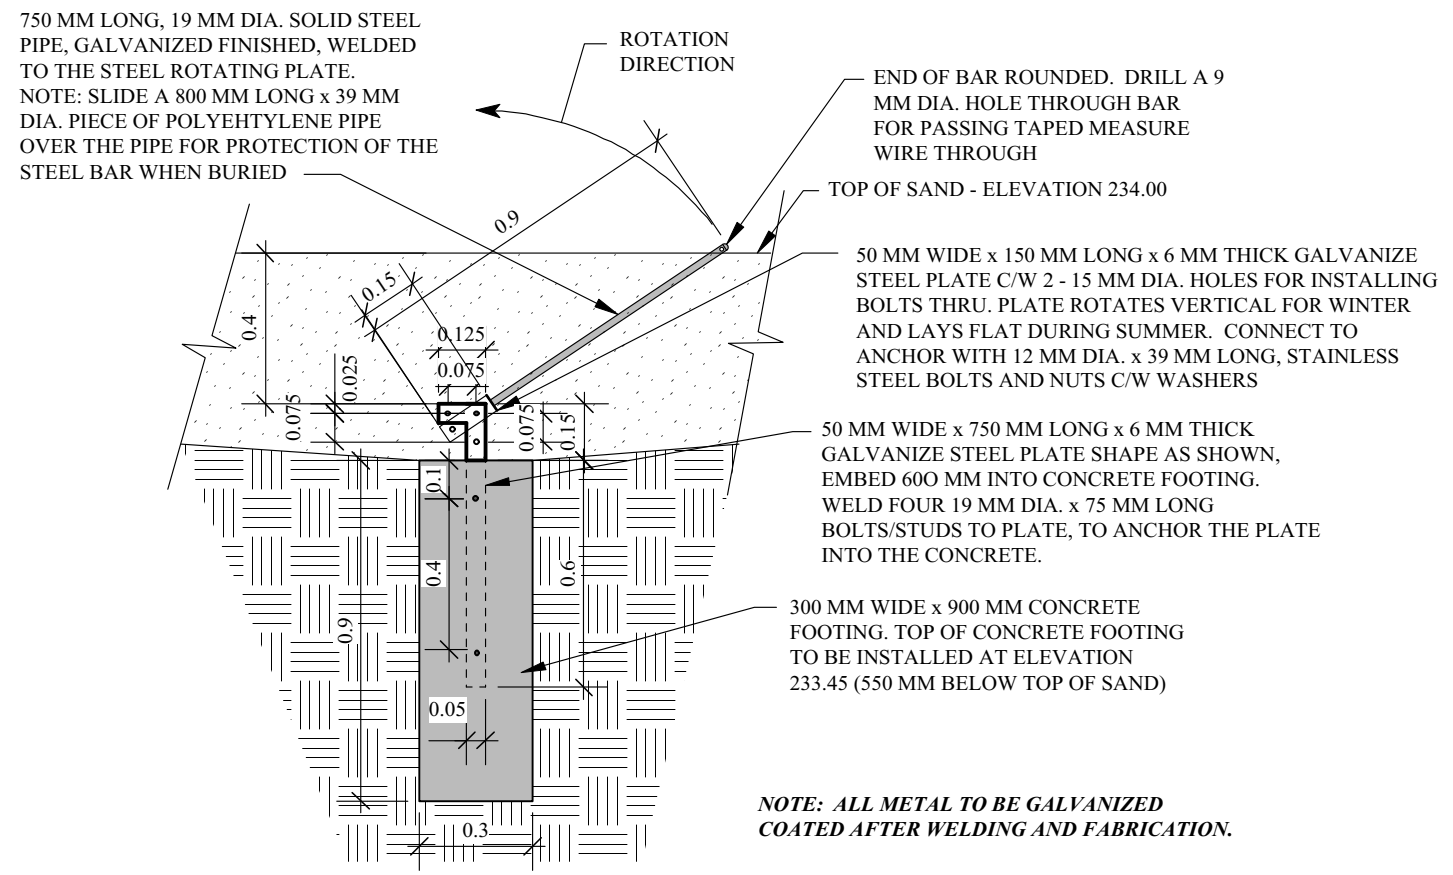 750 MM LONG, 19 MM DIA. SOLID STEEL
PIPE, GALVANIZED FINISHED, WELDED
TO THE STEEL ROTATING PLATE.
NOTE: SLIDE A 800 MM LONG x 39 MM
DIA. PIECE OF POLYEHTYLENE PIPE
OVER THE PIPE FOR PROTECTION OF THE
STEEL BAR WHEN BURIED
ROTATION
DIRECTION
END OF BAR ROUNDED. DRILL A 9
MM DIA. HOLE THROUGH BAR
FOR PASSING TAPED MEASURE
WIRE THROUGH
TOP OF SAND - ELEVATION 234.00
50 MM WIDE x 150 MM LONG x 6 MM THICK GALVANIZE
STEEL PLATE C/W 2 - 15 MM DIA. HOLES FOR INSTALLING
BOLTS THRU. PLATE ROTATES VERTICAL FOR WINTER
AND LAYS FLAT DURING SUMMER. CONNECT TO
ANCHOR WITH 12 MM DIA. x 39 MM LONG, STAINLESS
STEEL BOLTS AND NUTS C/W WASHERS
50 MM WIDE x 750 MM LONG x 6 MM THICK
GALVANIZE STEEL PLATE SHAPE AS SHOWN,
EMBED 60O MM INTO CONCRETE FOOTING.
WELD FOUR 19 MM DIA. x 75 MM LONG
BOLTS/STUDS TO PLATE, TO ANCHOR THE PLATE
INTO THE CONCRETE.
300 MM WIDE x 900 MM CONCRETE
FOOTING. TOP OF CONCRETE FOOTING
TO BE INSTALLED AT ELEVATION
233.45 (550 MM BELOW TOP OF SAND)
NOTE: ALL METAL TO BE GALVANIZED
COATED AFTER WELDING AND FABRICATION.
0.9
0.15
0.4
0.125
0.075
0.025
0.075
0.075
0.15
0.1
0.4
0.6
0.9
0.05
0.3